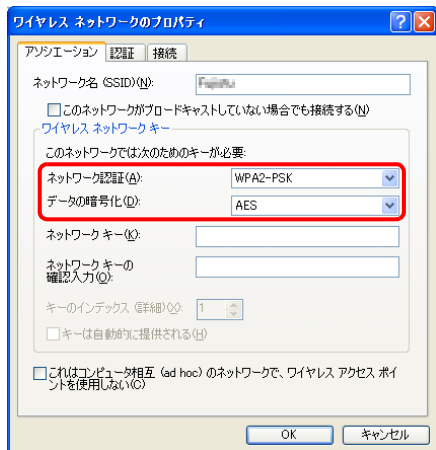 ワイヤレス ネットワークのプロパティ
アソシエーション 認証 接続
ネットワーク名 (SSID)(N):
このネットワークがブロードキャストしていない場合でも接続する(N)
ワイヤレス ネットワーク キー
このネットワークでは次のためのキーが必要:
ネットワーク認証(A): WPA2-PSK
データの暗号化(D): AES
ネットワーク キー(K):
ネットワーク キーの
確認入力(O):
キーのインデックス (詳細)(X): 1
キーは自動的に提供される(H)
これはコンピュータ相互 (ad hoc) のネットワークで、ワイヤレス アクセス ポイ
ントを使用しない(C)
OK キャンセル